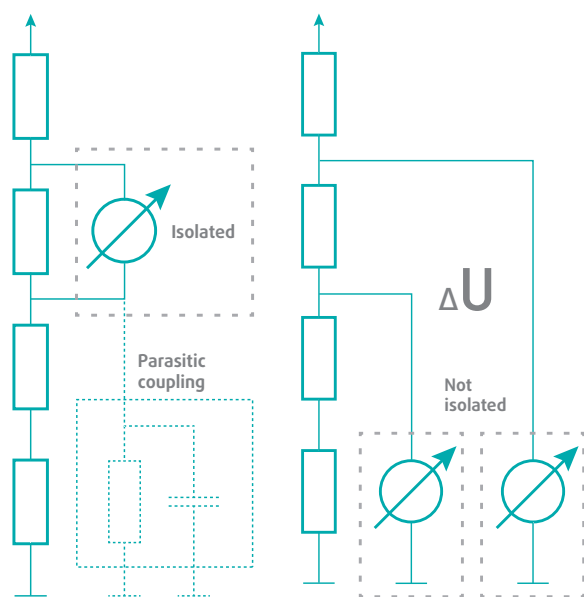 Isolated
Parasitic
coupling
ΔU
Not
isolated